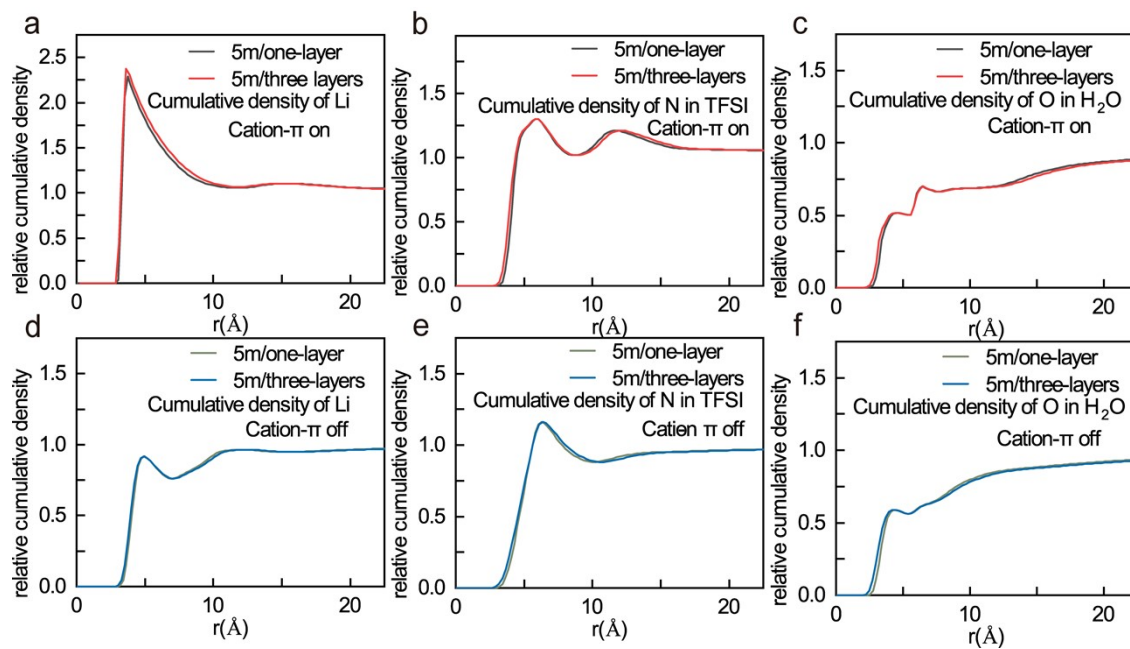 a
relative cumulative density
2.5
2.0
1.5
1.0
0.5
0.0
5m/one-layer
5m/three layers
Cumulative density of Li
Cation-π on
0
10
20
r(Å)
b
relative cumulative density
1.5
1.0
0.5
0.0
5m/one-layer
5m/three-layers
Cumulative density of N in TFSI
Cation-π on
0
10
20
r(Å)
c
relative cumulative density
1.5
1.0
0.5
0.0
5m/one-layer
5m/three-layers
Cumulative density of O in H₂O
Cation-π on
0
10
20
r(Å)
d
relative cumulative density
1.5
1.0
0.5
0.0
5m/one-layer
5m/three-layers
Cumulative density of Li
Cation-π off
0
10
20
r(Å)
e
relative cumulative density
1.5
1.0
0.5
0.0
5m/one-layer
5m/three-layers
Cumulative density of N in TFSI
Catien π off
0
10
20
r(Å)
f
relative cumulative density
1.5
1.0
0.5
0.0
5m/one-layer
5m/three-layers
Cumulative density of O in H₂O
Cation-π off
0
10
20
r(Å)